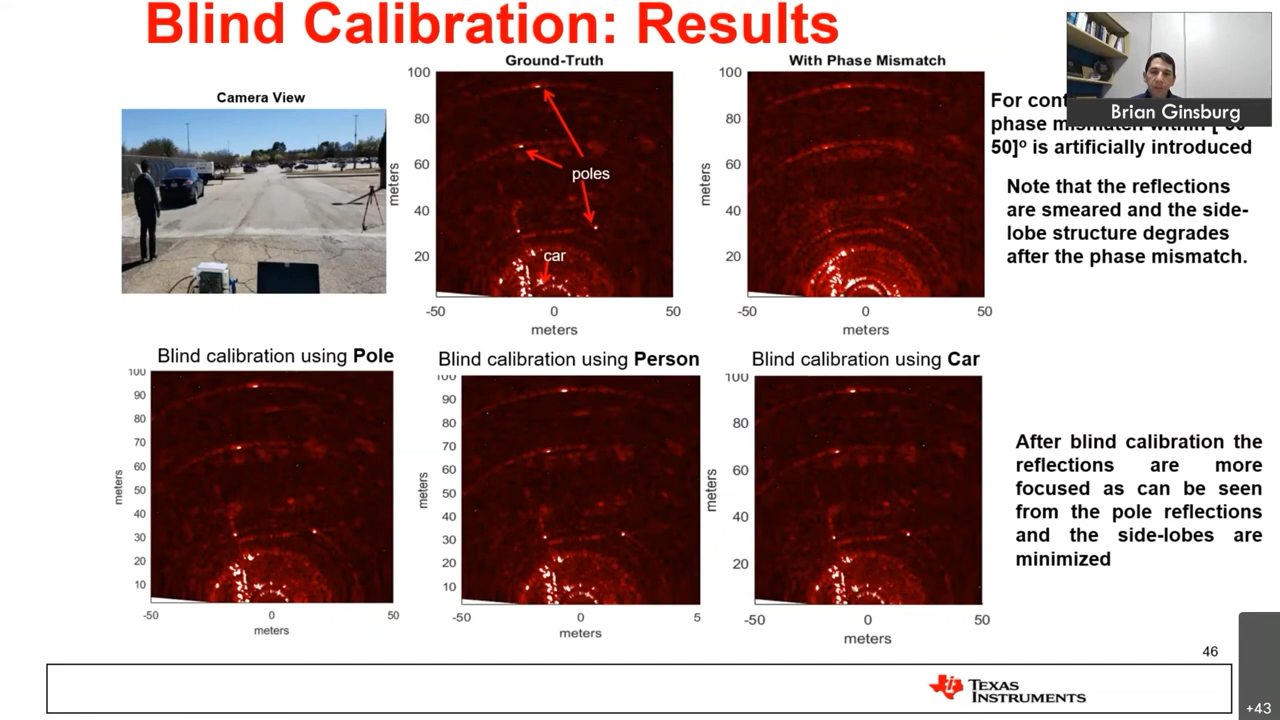 Blind Calibration: Results
Camera View
Ground-Truth
100
80
60
40
20
meters
-50
0
50
meters
poles
car
With Phase Mismatch
100
80
60
40
20
meters
-50
0
50
meters
Brian Ginsburg
For
phase
50]º is artificially introduced
Note that the reflections
are smeared and the side-
lobe structure degrades
after the phase mismatch.
Blind calibration using Pole
100
90
80
70
60
50
40
30
20
10
meters
-50
0
50
meters
Blind calibration using Person
100
90
80
70
60
50
40
30
20
10
meters
-50
0
5
meters
Blind calibration using Car
100
80
60
40
20
meters
-50
0
50
meters
After blind calibration the
reflections are more
focused as can be seen
from the pole reflections
and the side-lobes are
minimized
46
TEXAS
INSTRUMENTS
+43